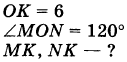 OK = 6
∠MON = 120°
MK, NK — ?